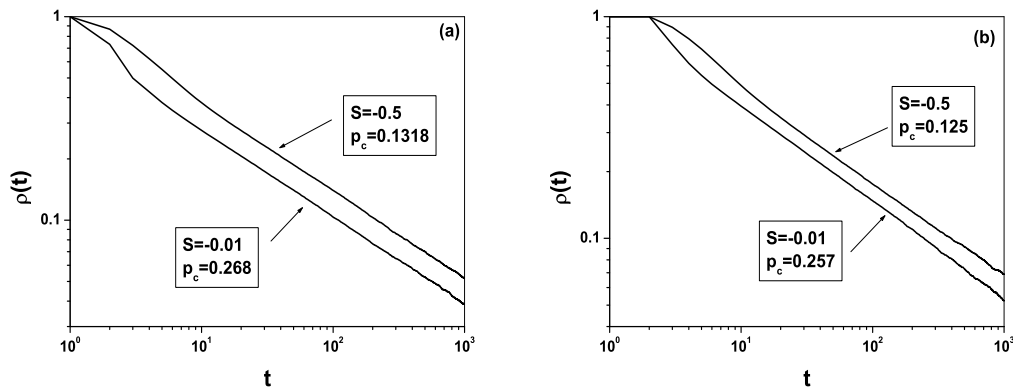 (a)
1
0.1
ρ(t)
S=-0.5
p_c=0.1318
S=-0.01
p_c=0.268
10^0
10^1
10^2
10^3
t
(b)
1
0.1
ρ(t)
S=-0.5
p_c=0.125
S=-0.01
p_c=0.257
10^0
10^1
10^2
10^3
t